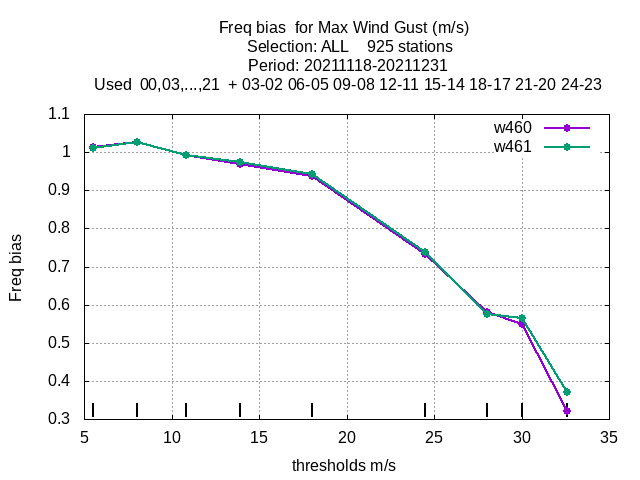 Freq bias  for Max Wind Gust (m/s)
Selection: ALL    925 stations
Period: 20211118-20211231
Used  00,03,...,21  + 03-02 06-05 09-08 12-11 15-14 18-17 21-20 24-23
w460
w461
1.1
1
0.9
0.8
0.7
0.6
0.5
0.4
0.3
Freq bias
5 10 15 20 25 30 35
thresholds m/s